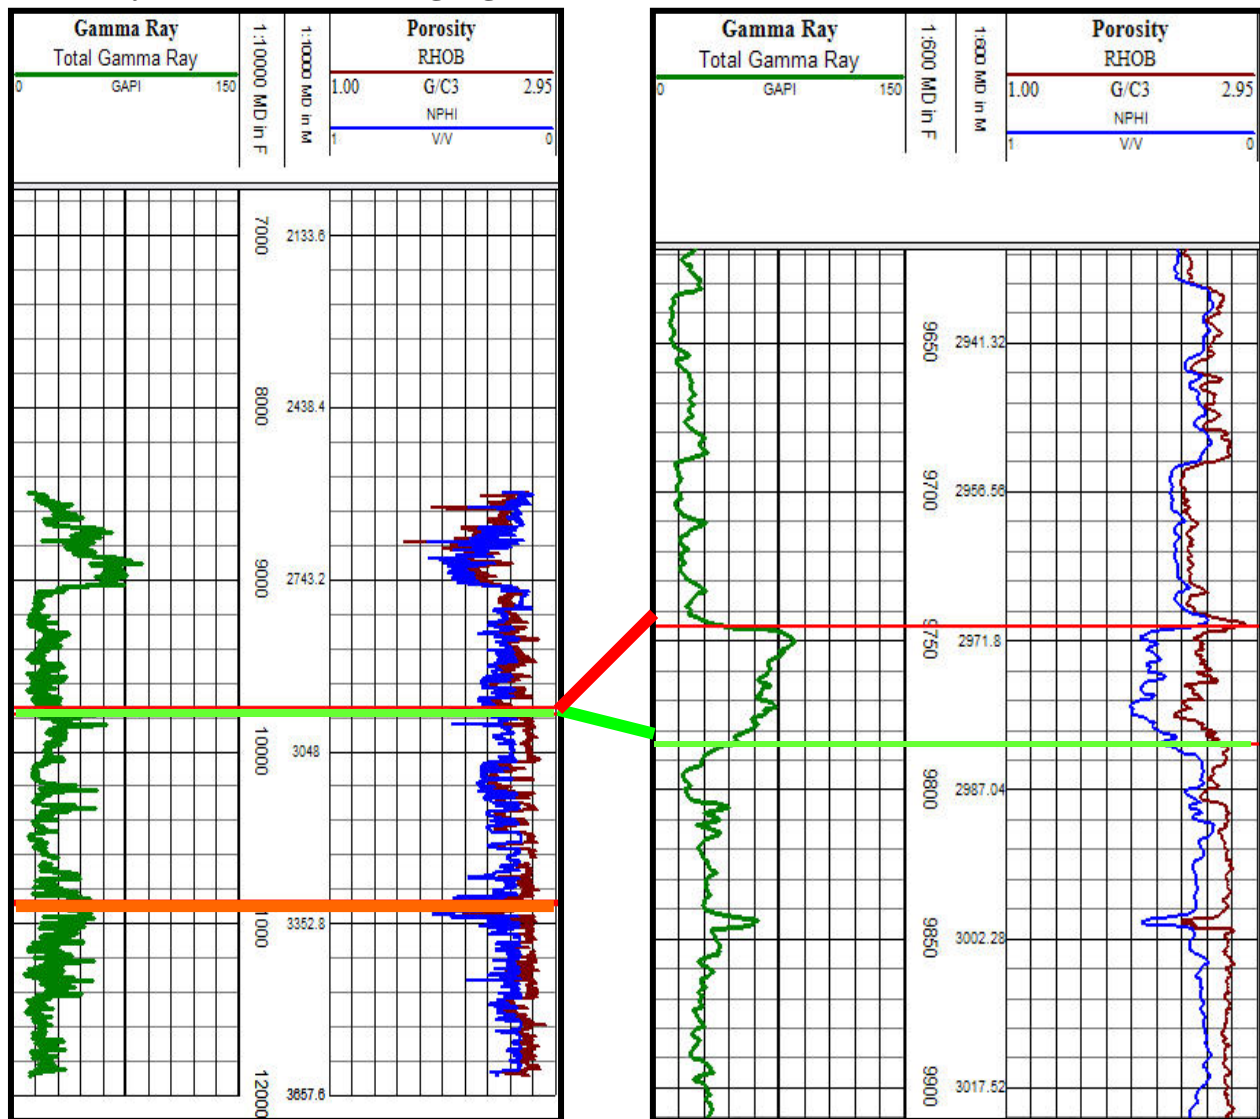 Gamma Ray
Total Gamma Ray
0 GAPI 150
1:10000 MD in F
1:10000 MD in M
Porosity
RHOB
1.00 G/C3 2.95
NPHI
1 V/V 0
7000 2133.6
8000 2438.4
9000 2743.2
10000 3048
1000 3352.8
12000 3657.6
Gamma Ray
Total Gamma Ray
0 GAPI 150
1:600 MD in F
1:600 MD in M
Porosity
RHOB
1.00 G/C3 2.95
NPHI
1 V/V 0
9650 2941.32
9700 2956.56
9750 2971.8
9800 2987.04
9850 3002.28
9900 3017.52